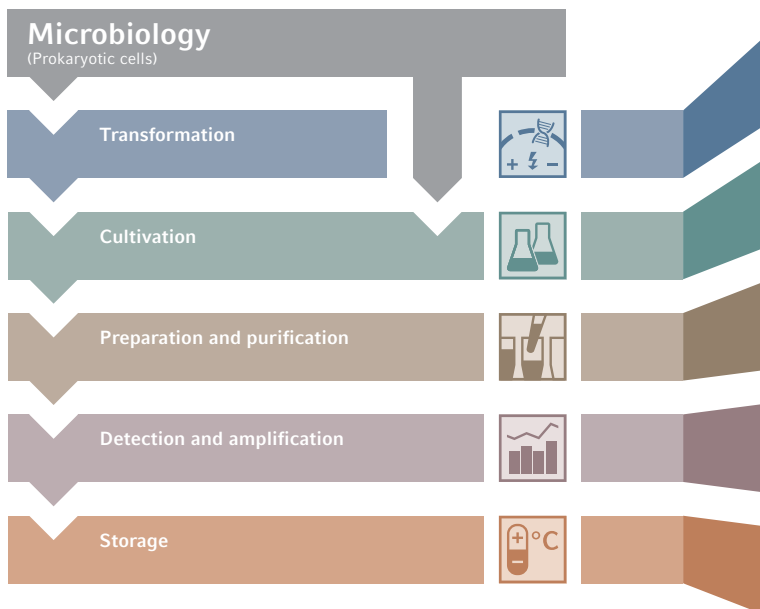 Microbiology
(Prokaryotic cells)
Transformation
+ −
Cultivation
Preparation and purification
Detection and amplification
Storage
+ °C
−